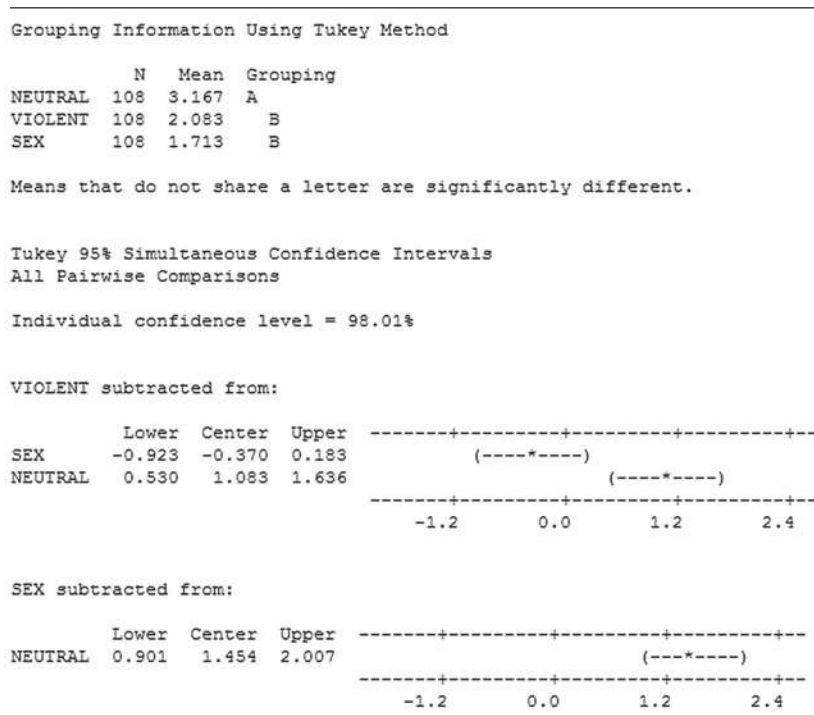 Grouping Information Using Tukey Method
N Mean Grouping
NEUTRAL 108 3.167 A
VIOLENT 108 2.083 B
SEX 108 1.713 B
Means that do not share a letter are significantly different.
Tukey 95% Simultaneous Confidence Intervals
All Pairwise Comparisons
Individual confidence level = 98.01%
VIOLENT subtracted from:
Lower Center Upper -------+---------+---------+---------+--
SEX -0.923 -0.370 0.183 (----*----)
NEUTRAL 0.530 1.083 1.636 (----*----)
-------+---------+---------+---------+--
-1.2 0.0 1.2 2.4
SEX subtracted from:
Lower Center Upper -------+---------+---------+---------+--
NEUTRAL 0.901 1.454 2.007 (---*----)
-------+---------+---------+---------+--
-1.2 0.0 1.2 2.4